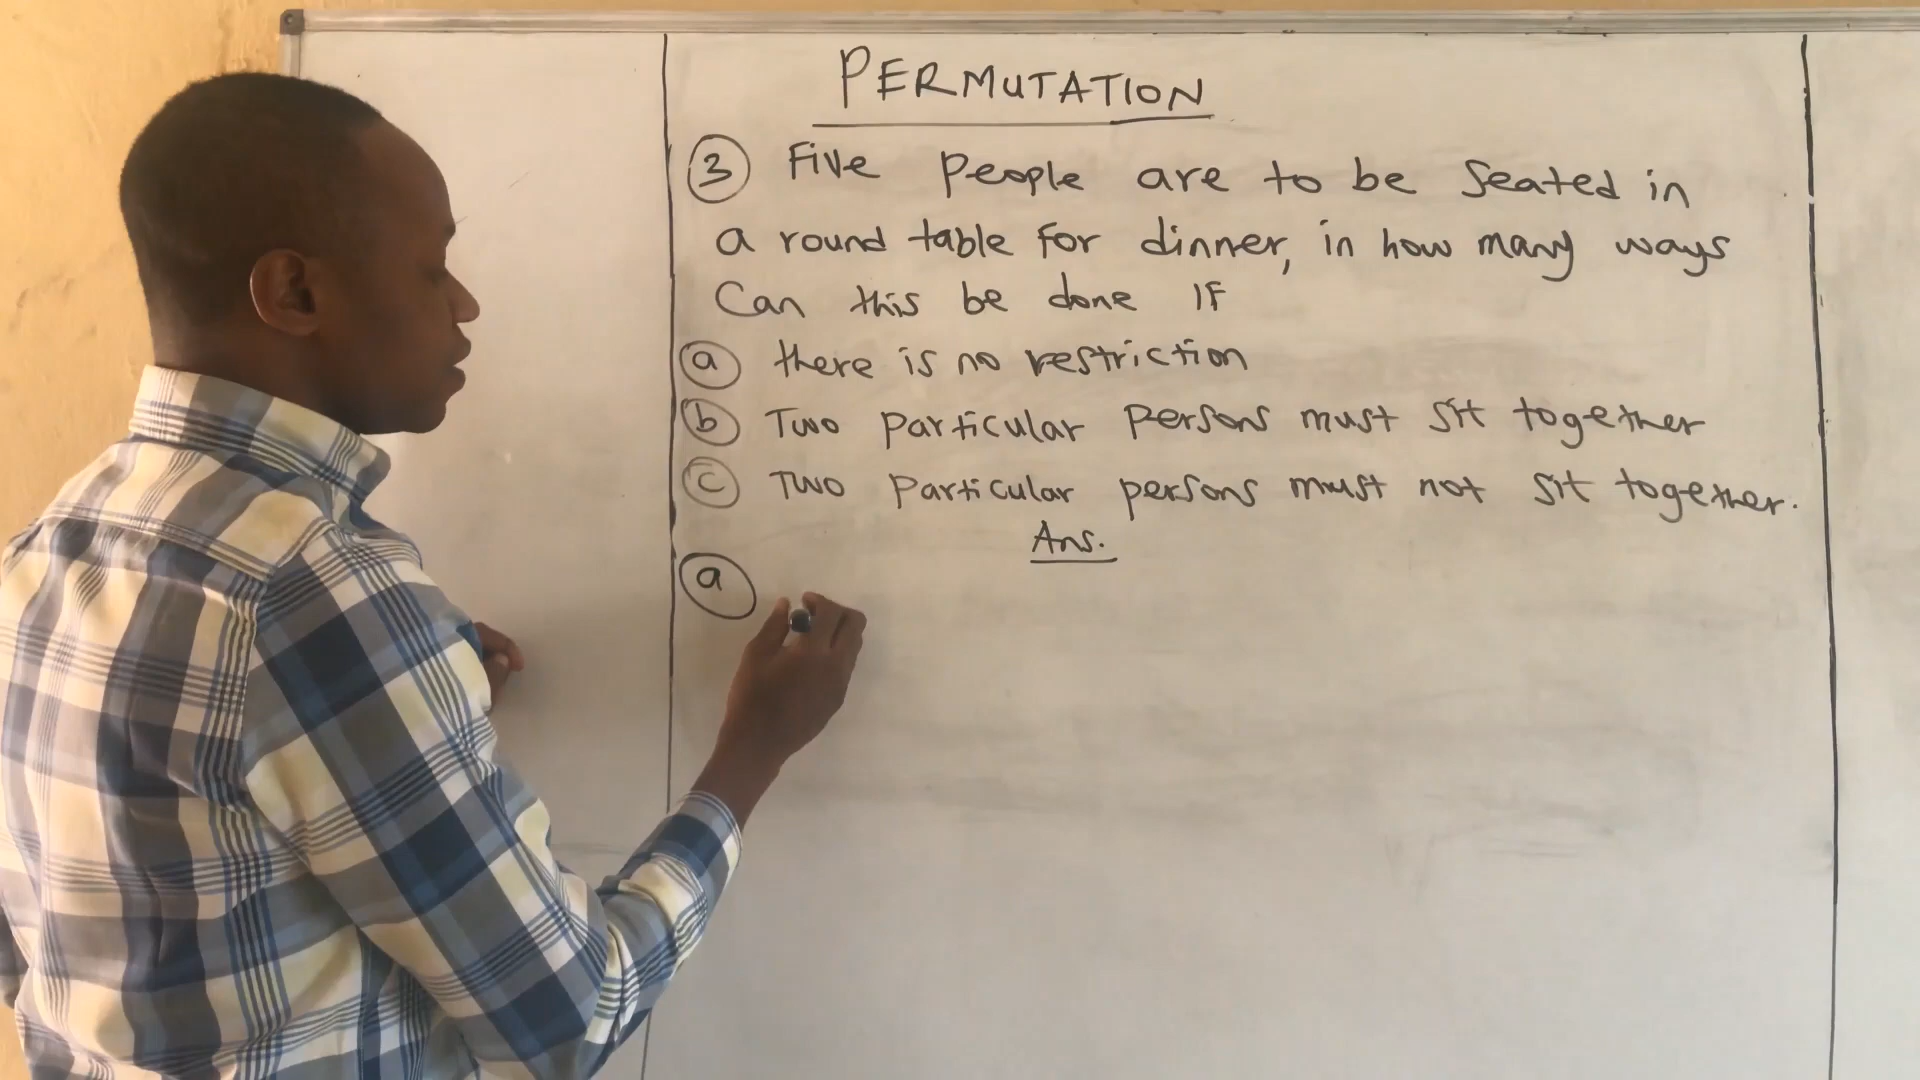 PERMUTATION
3 Five people are to be seated in
a round table for dinner, in how many ways
Can this be done IF
a there is no restriction
b Two particular persons must sit together
c Two particular persons must not sit together.
Ans.
a